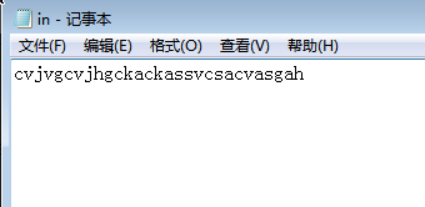 in - 记事本
文件(F) 编辑(E) 格式(O) 查看(V) 帮助(H)
cvjvgcvjhgckackassvcsacvasgah